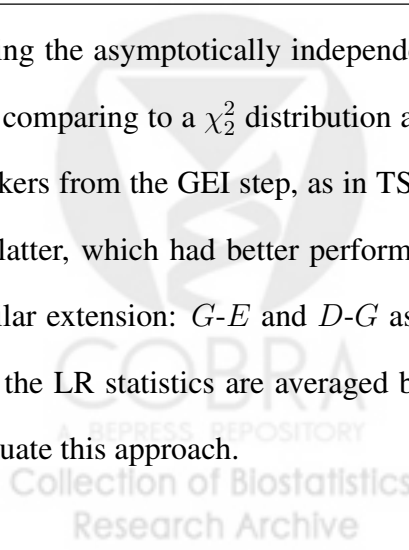 ing the asymptotically independ
comparing to a χ²₂ distribution a
kers from the GEI step, as in TS
latter, which had better perform
lar extension: G-E and D-G as
the LR statistics are averaged b
COBRA
A BEPRESS REPOSITORY
uate this approach.
Collection of Biostatistics
Research Archive